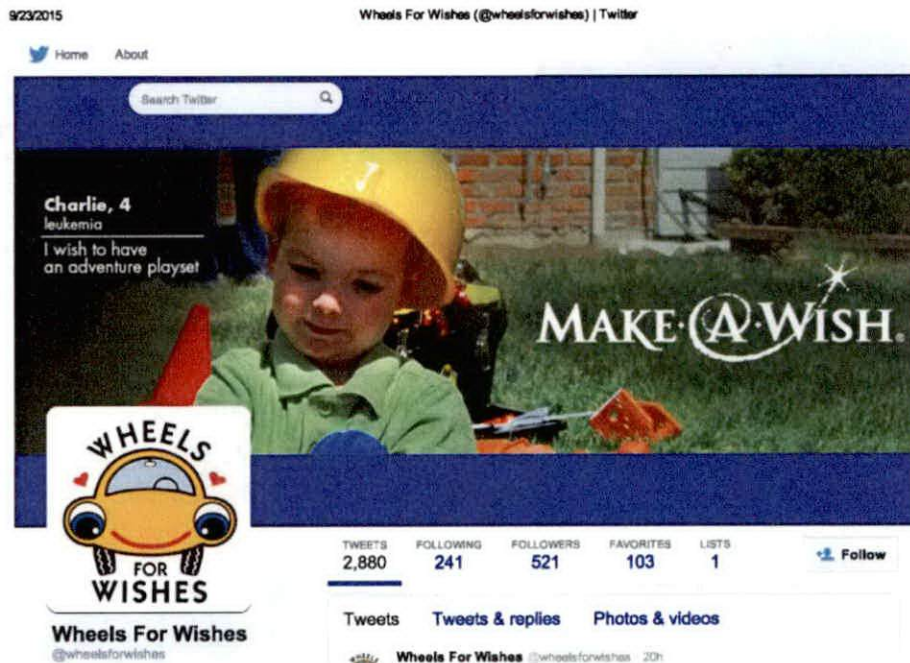 9/23/2015 Wheels For Wishes (@wheelsforwishes) | Twitter
Home About
Search Twitter
Charlie, 4
leukemia
I wish to have
an adventure playset
MAKE·A·WISH®
WHEELS
FOR
WISHES
TWEETS FOLLOWING FOLLOWERS FAVORITES LISTS
2,880 241 521 103 1
Follow
Tweets Tweets & replies Photos & videos
Wheels For Wishes
@wheelsforwishes
Wheels For Wishes @wheelsforwishes · 20h